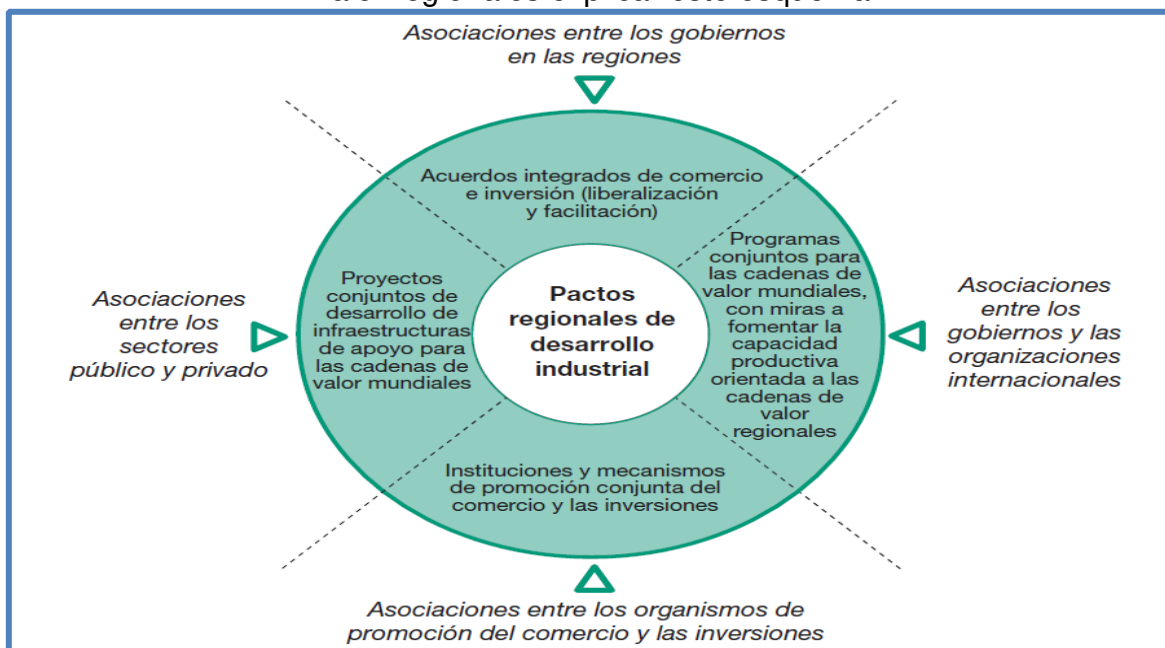 Asociaciones entre los gobiernos
en las regiones
Acuerdos integrados de comercio
e inversión (liberalización
y facilitación)
Programas
conjuntos para
las cadenas de
valor mundiales,
con miras a
fomentar la
capacidad
productiva
orientada a las
cadenas de
valor
regionales
Proyectos
conjuntos de
desarrollo de
infraestructuras
de apoyo para
las cadenas de
valor mundiales
Pactos
regionales de
desarrollo
industrial
Asociaciones
entre los
sectores
público y privado
Asociaciones
entre los
gobiernos y las
organizaciones
internacionales
Instituciones y mecanismos
de promoción conjunta del
comercio y las inversiones
Asociaciones entre los organismos de
promoción del comercio y las inversiones